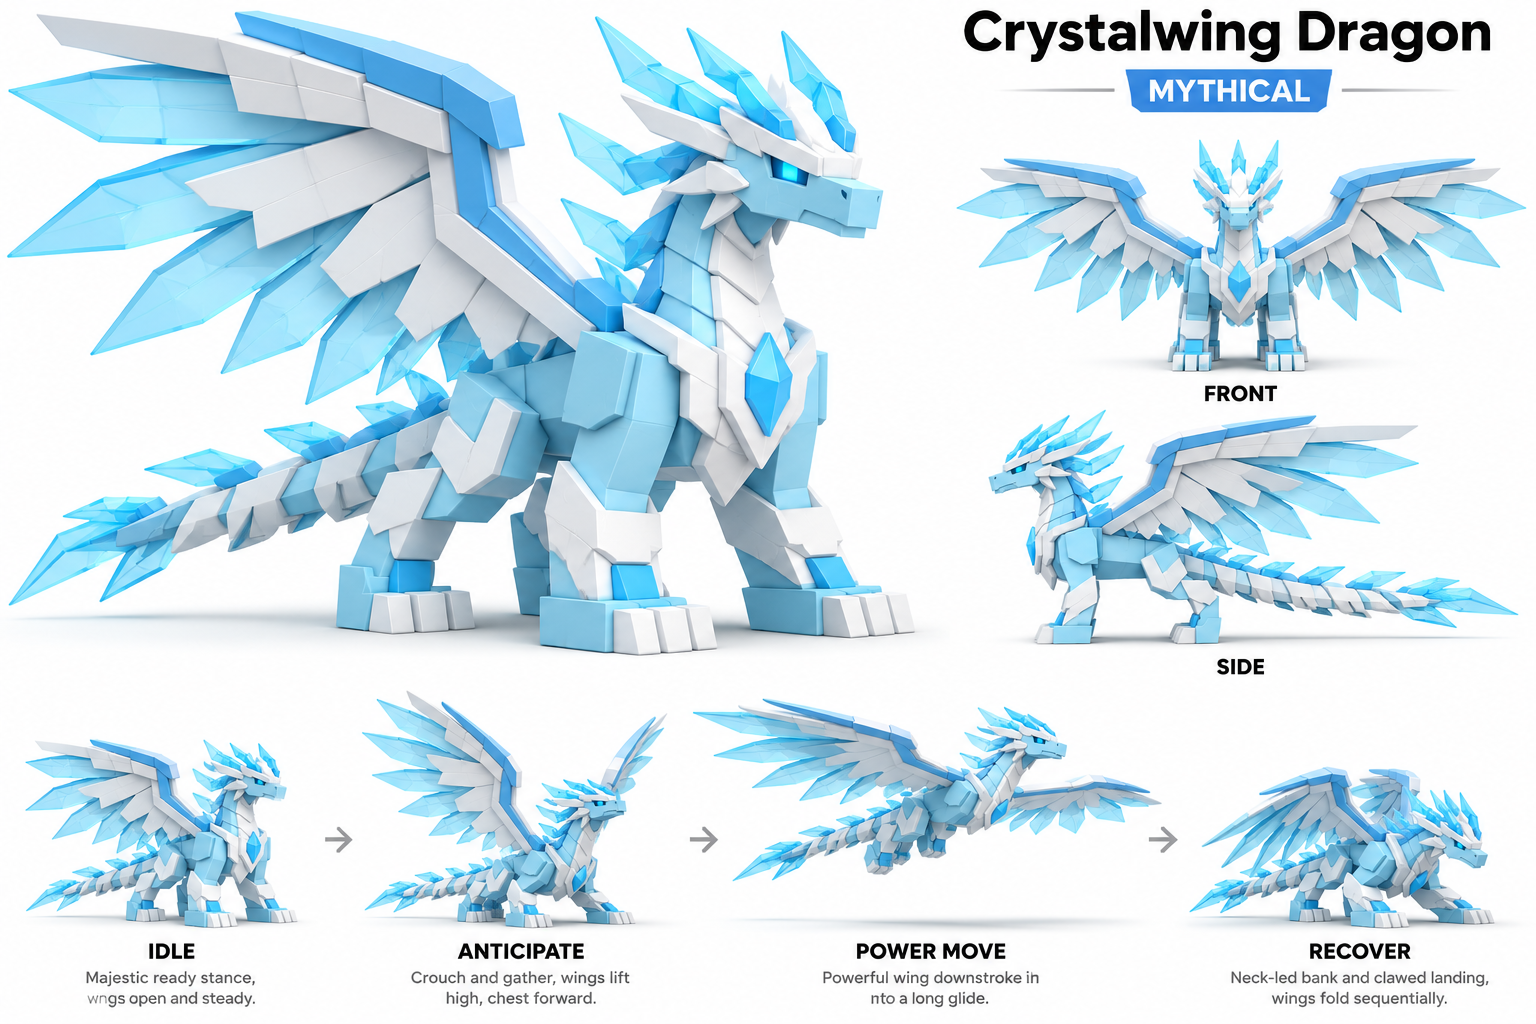 Crystalwing Dragon
MYTHICAL
FRONT
SIDE
IDLE
Majestic ready stance,
wngs open and steady.
ANTICIPATE
Crouch and gather, wings lift
high, chest forward.
POWER MOVE
Powerful wing downstroke in
nto a long glide.
RECOVER
Neck-led bank and clawed landing,
wings fold sequentially.